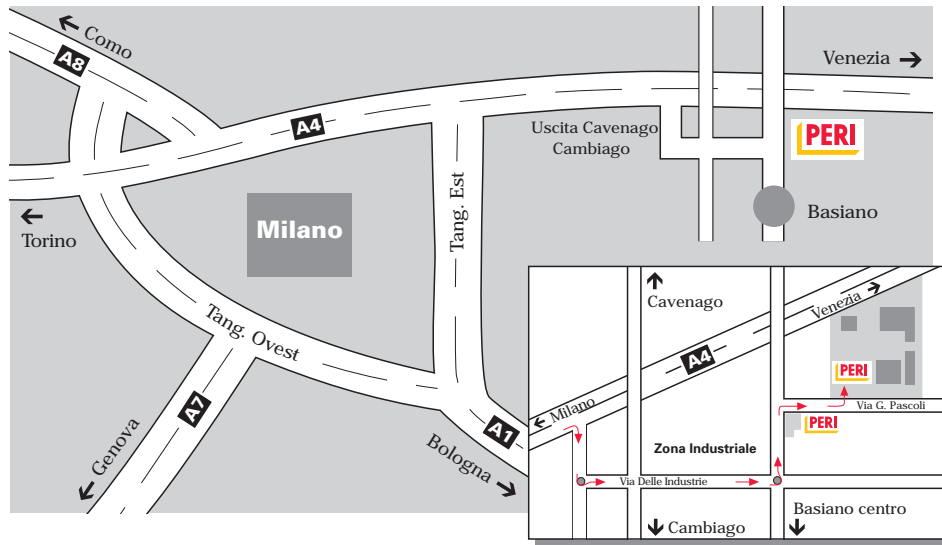 Como
A8
Venezia
A4
Uscita Cavenago
Cambiago
PERI
Tang. Est
Milano
Basiano
Torino
Tang. Ovest
A7
Genova
A1
Bologna
Cavenago
Venezia
A4
PERI
Milano
Via G. Pascoli
PERI
Zona Industriale
Via Delle Industrie
Basiano centro
Cambiago